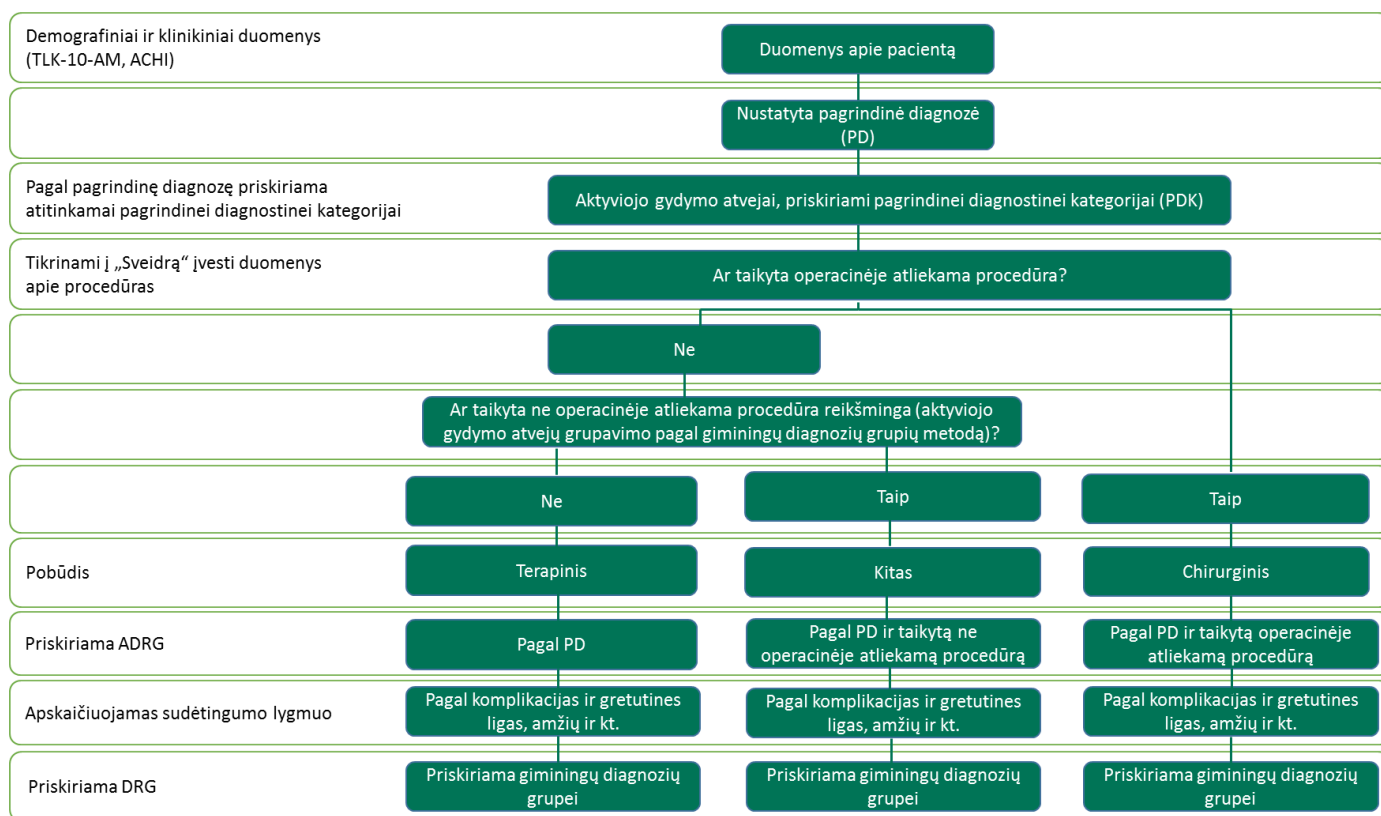 Demografiniai ir klinikiniai duomenys
(TLK-10-AM, ACHI)
Duomenys apie pacientą
Nustatyta pagrindinė diagnozė
(PD)
Pagal pagrindinę diagnozę priskiriama
atitinkamai pagrindinei diagnostinei kategorijai
Aktyviojo gydymo atvejai, priskiriami pagrindinei diagnostinei kategorijai (PDK)
Tikrinami į „Sveidrą“ įvesti duomenys
apie procedūras
Ar taikyta operacinėje atliekama procedūra?
Ne
Ar taikyta ne operacinėje atliekama procedūra reikšminga (aktyviojo
gydymo atvejų grupavimo pagal giminingų diagnozių grupių metodą)?
Ne
Taip
Taip
Pobūdis
Terapinis
Kitas
Chirurginis
Priskiriama ADRG
Pagal PD
Pagal PD ir taikytą ne
operacinėje atliekamą procedūrą
Pagal PD ir taikytą operacinėje
atliekamą procedūrą
Apskaičiuojamas sudėtingumo lygmuo
Pagal komplikacijas ir gretutines
ligas, amžių ir kt.
Pagal komplikacijas ir gretutines
ligas, amžių ir kt.
Pagal komplikacijas ir gretutines
ligas, amžių ir kt.
Priskiriama DRG
Priskiriama giminingų diagnozių
grupei
Priskiriama giminingų diagnozių
grupei
Priskiriama giminingų diagnozių
grupei